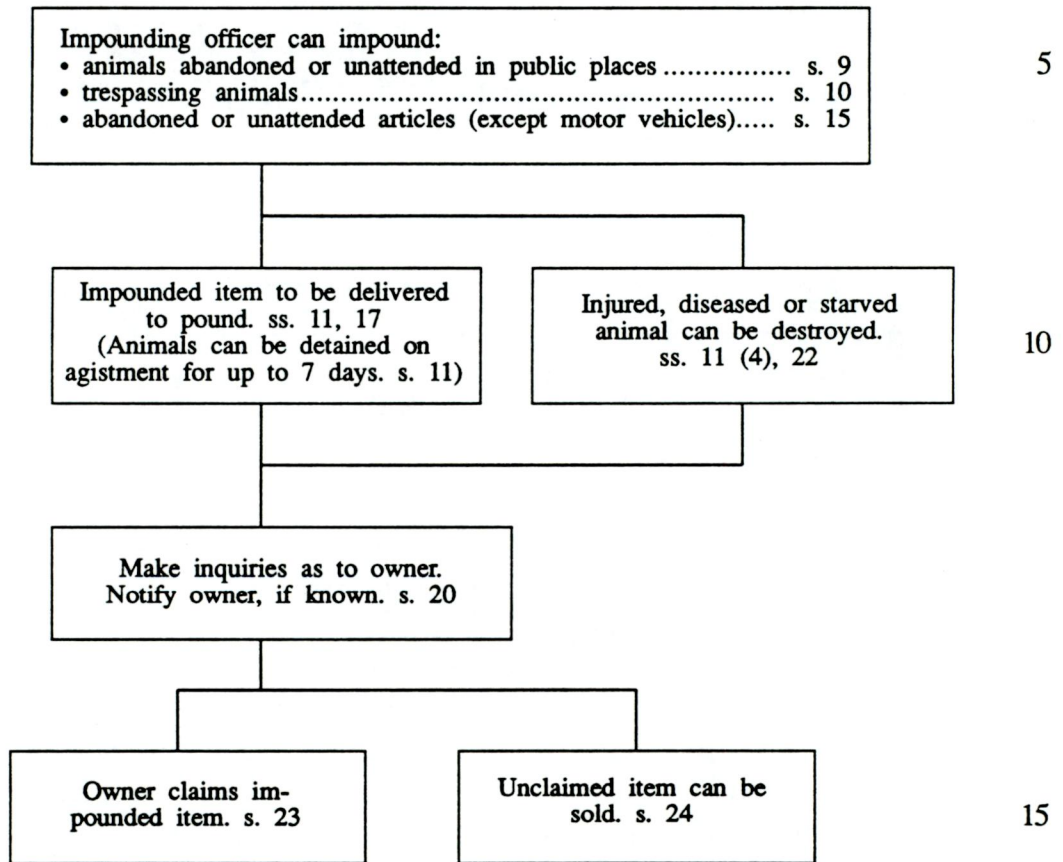 Impounding officer can impound:
• animals abandoned or unattended in public places ................ s. 9
5
• trespassing animals............................................................. s. 10
• abandoned or unattended articles (except motor vehicles)..... s. 15
Impounded item to be delivered
to pound. ss. 11, 17
(Animals can be detained on
agistment for up to 7 days. s. 11)
Injured, diseased or starved
animal can be destroyed.
ss. 11 (4), 22
10
Make inquiries as to owner.
Notify owner, if known. s. 20
Owner claims im-
pounded item. s. 23
Unclaimed item can be
sold. s. 24
15